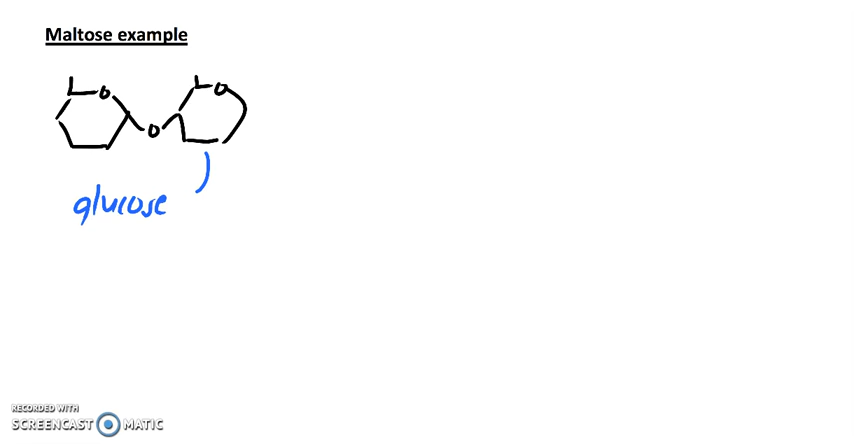 Maltose example
O O
O
glucose
RECORDED WITH
SCREENCAST MATIC